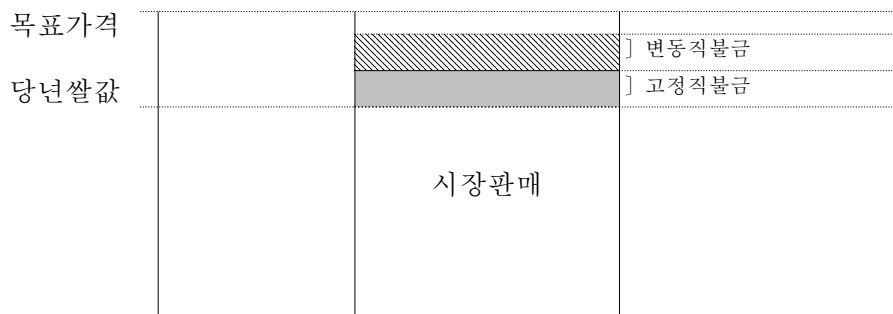 목표가격
] 변동직불금
당년쌀값
] 고정직불금
시장판매